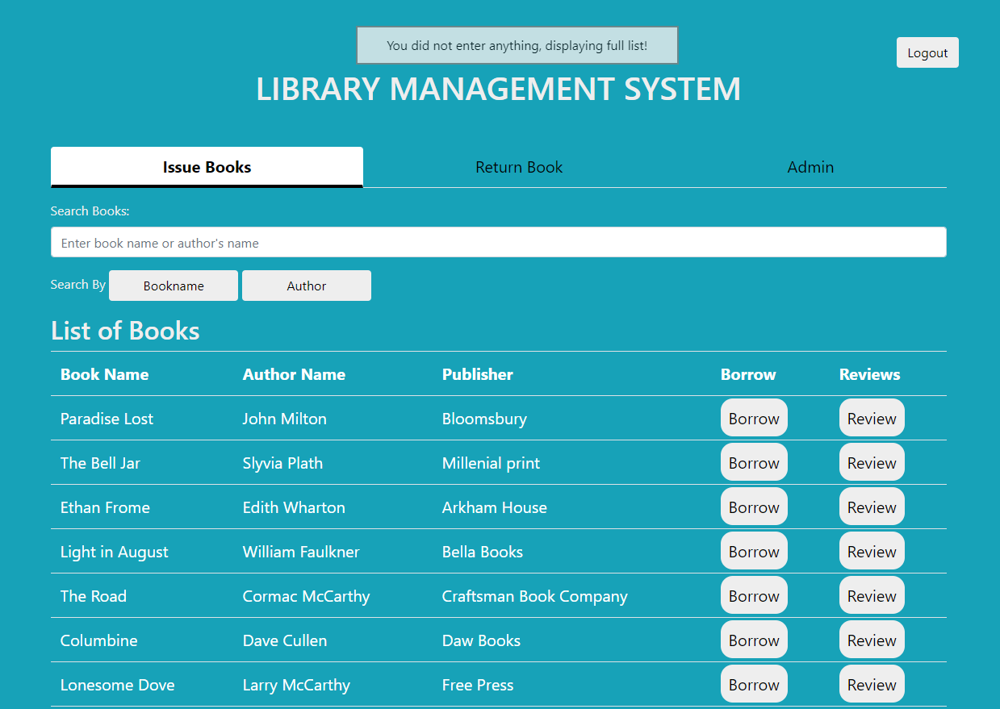 You did not enter anything, displaying full list!
Logout
LIBRARY MANAGEMENT SYSTEM
Issue Books Return Book Admin
Search Books:
Enter book name or author's name
Search By Bookname Author
List of Books
Book Name Author Name Publisher Borrow Reviews
Paradise Lost John Milton Bloomsbury Borrow Review
The Bell Jar Slyvia Plath Millenial print Borrow Review
Ethan Frome Edith Wharton Arkham House Borrow Review
Light in August William Faulkner Bella Books Borrow Review
The Road Cormac McCarthy Craftsman Book Company Borrow Review
Columbine Dave Cullen Daw Books Borrow Review
Lonesome Dove Larry McCarthy Free Press Borrow Review